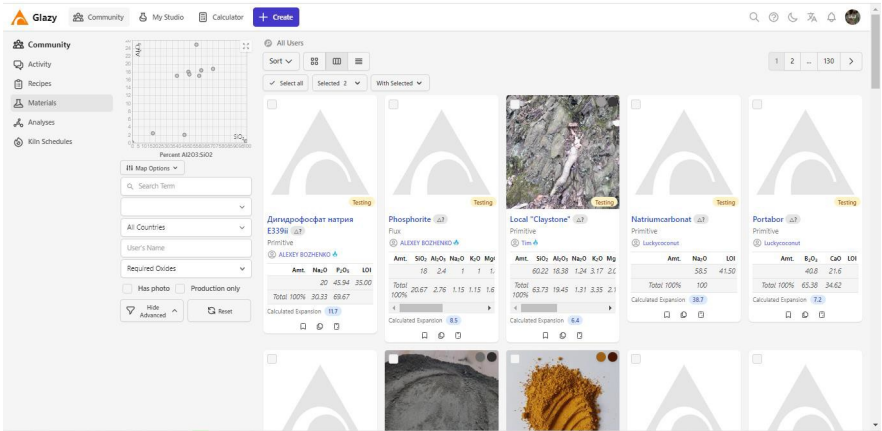 Glazy
Community
My Studio
Calculator
+ Create
Community
Activity
Recipes
Materials
Analyses
Kiln Schedules
Percent Al2O3:SiO2
Map Options
Search Term
All Countries
User's Name
Required Oxides
Has photo
Production only
Hide Advanced
Reset
All Users
Sort
1 2 ... 130
Select all
Selected 2
With Selected
Testing
Дигидрофосфат натрия E339ii △?
Primitive
ALEXEY BOZHENKO
Amt. Na₂O P₂O₅ LOI
20 45.94 35.00
Total 100% 30.33 69.67
Calculated Expansion 11.7
Testing
Phosphorite △?
Flux
ALEXEY BOZHENKO
Amt. SiO₂ Al₂O₃ Na₂O K₂O
18 2.4 1 1
Total 100% 20.67 2.76 1.15 1.15 1.6
Calculated Expansion 8.5
Testing
Local "Claystone" △?
Primitive
Tim
Amt. SiO₂ Al₂O₃ Na₂O K₂O Mg
60.22 18.38 1.24 3.17
Total 100% 63.73 19.45 1.31 3.35
Calculated Expansion 6.4
Testing
Natriumcarbonat △?
Primitive
Luckyoconut
Amt. Na₂O LOI
58.5 41.50
Total 100% 100
Calculated Expansion 38.7
Testing
Portabor △?
Primitive
Luckyoconut
Amt. B₂O₃ CaO LOI
40.8 21.6
Total 100% 65.38 34.62
Calculated Expansion 7.2